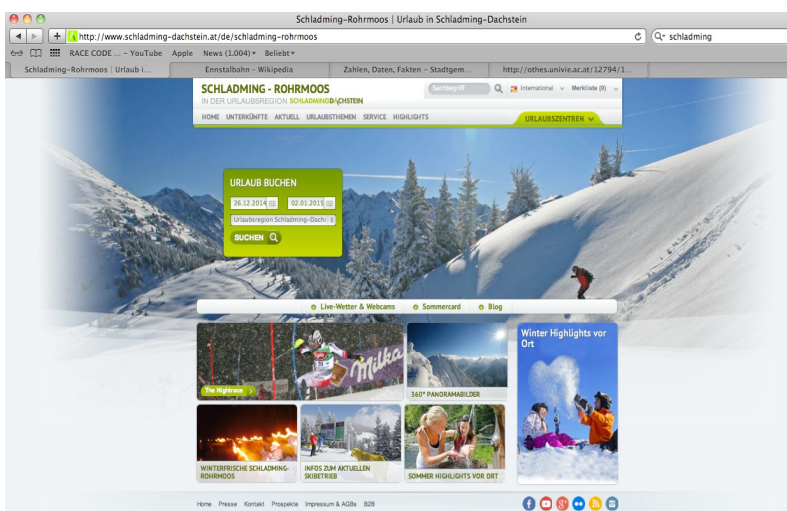 Schladming-Rohrmoos | Urlaub in Schladming-Dachstein
http://www.schladming-dachstein.at/de/schladming-rohrmoos
schladming
RACE CODE ... - YouTube Apple News (1.004) Beliebt
Schladming-Rohrmoos | Urlaub i... Ennstalbahn - Wikipedia Zahlen, Daten, Fakten - Stadtgem... http://othes.univie.ac.at/12794/1...
SCHLADMING - ROHRMOOS
IN DER URLAUBSREGION SCHLADMINGDACHSTEIN
Suchbegriff International Merkliste (0)
HOME UNTERKÜNFTE AKTUELL URLAUBSTHEMEN SERVICE HIGHLIGHTS URLAUBSZENTREN
URLAUB BUCHEN
26.12.2014 02.01.2015
Urlaubsregion Schladming-Dachs
SUCHEN
Live-Wetter & Webcams Sommercard Blog
Milka
The Nightrace
360° PANORAMABILDER
Winter Highlights vor
Ort
WINTERFRISCHE SCHLADMING-
ROHRMOOS
INFOS ZUM AKTUELLEN
SKIBETRIEB
SOMMER HIGHLIGHTS VOR ORT
Home Presse Kontakt Prospekte Impressum & AGBs B2B